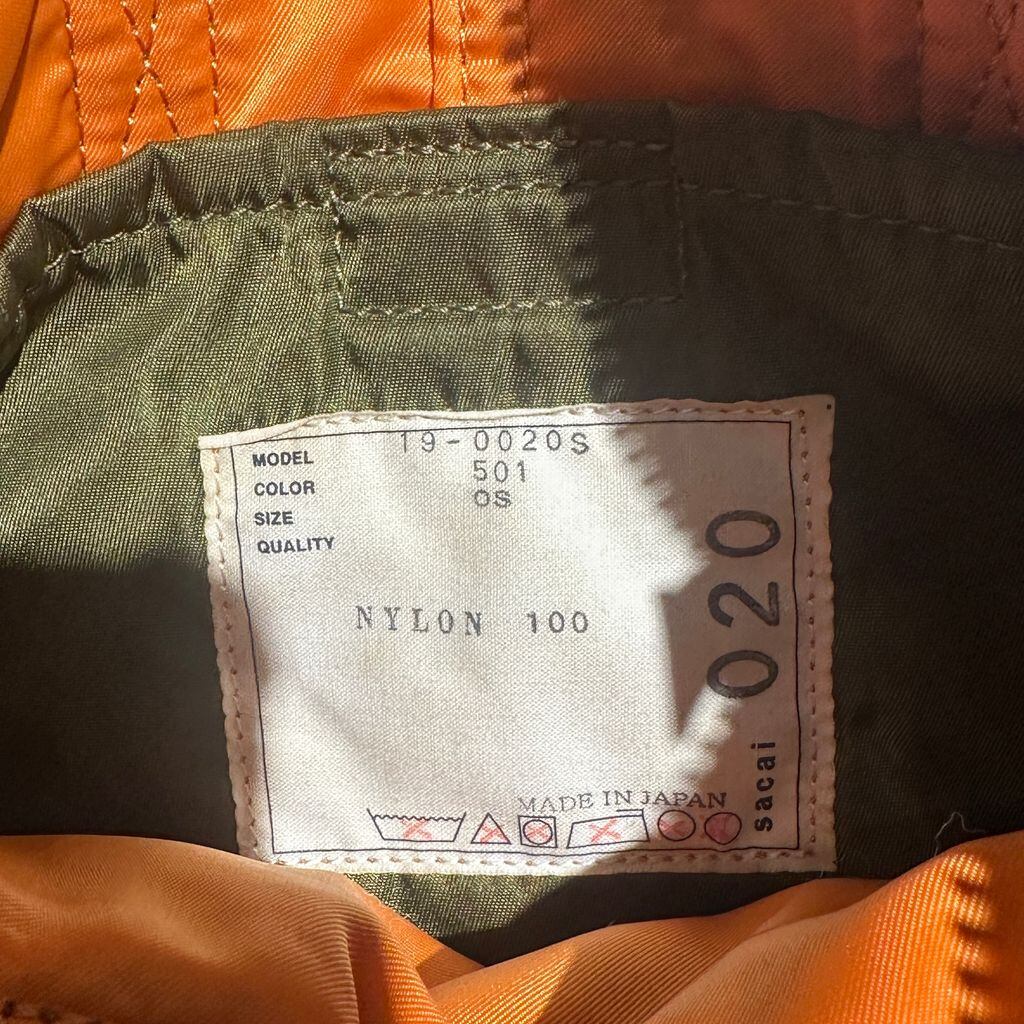 MODEL 19-0020S
COLOR 501
SIZE OS
QUALITY
NYLON 100
MADE IN JAPAN
sacai 020